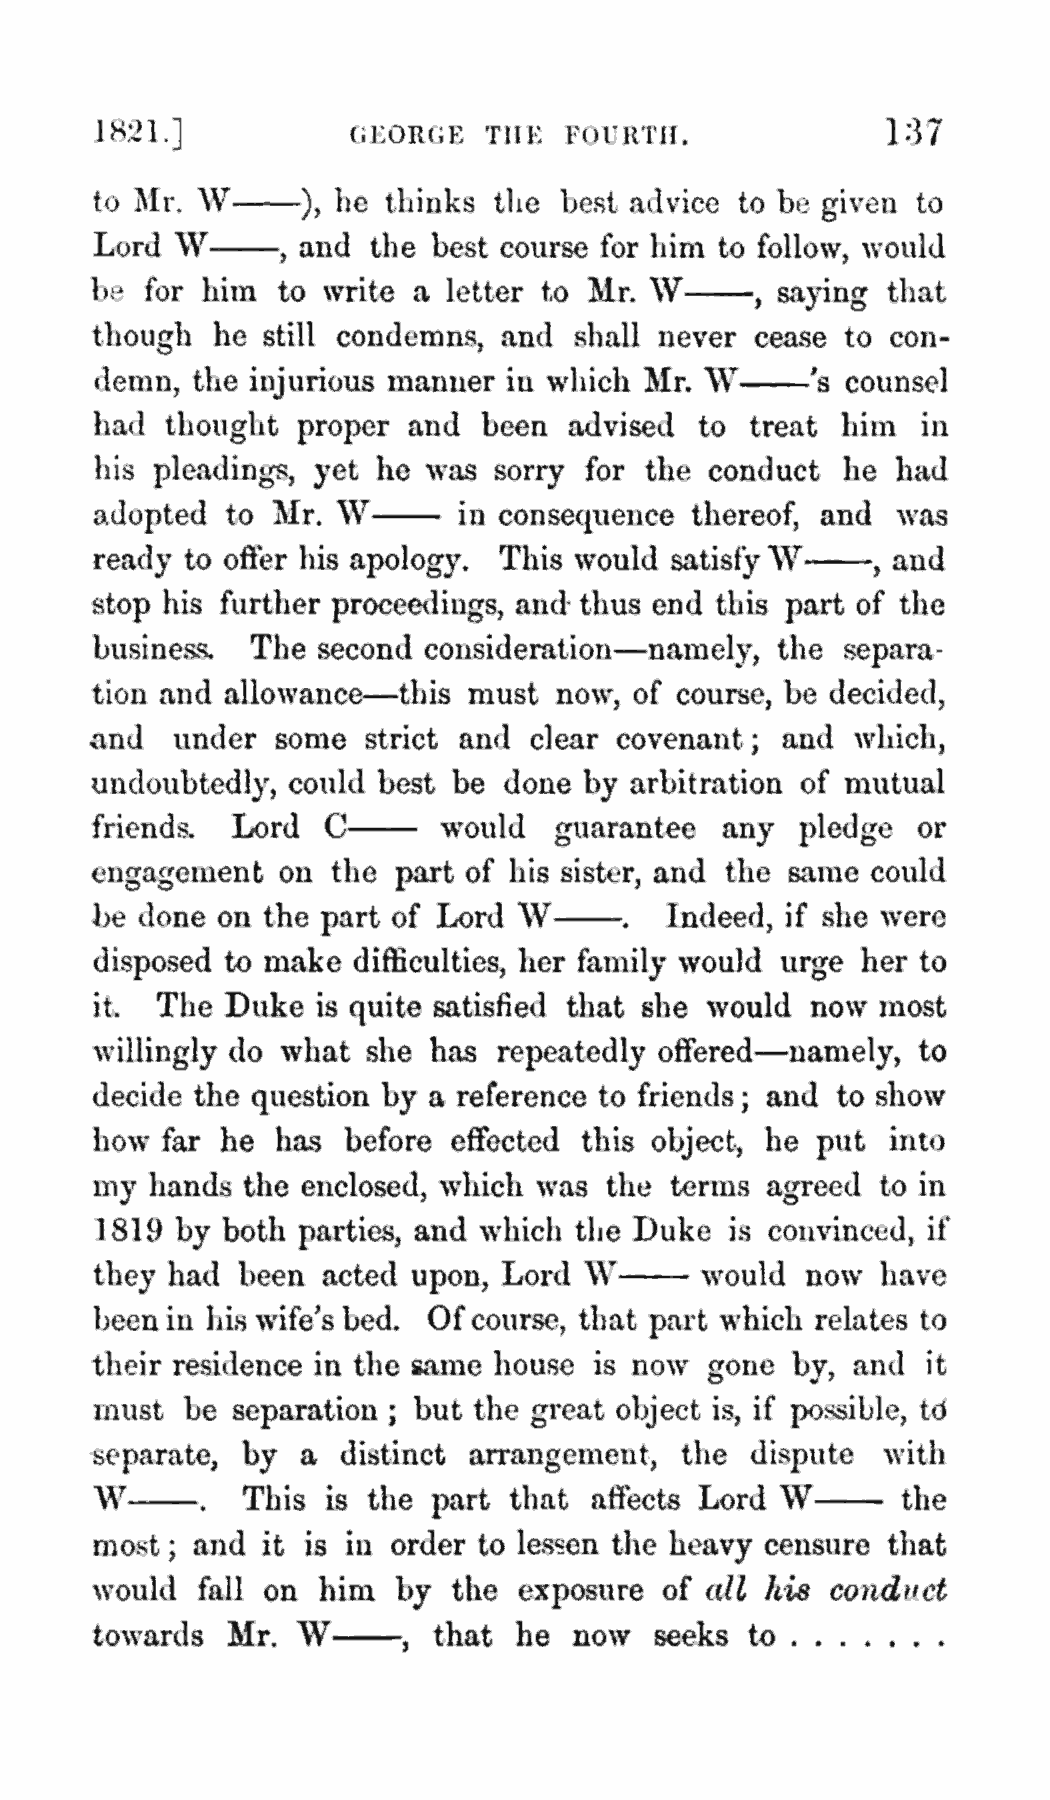 1821.] GEORGE THE FOURTH. 137
to Mr. W——), he thinks the best advice to be given to
Lord W——, and the best course for him to follow, would
be for him to write a letter to Mr. W——, saying that
though he still condemns, and shall never cease to con-
demn, the injurious manner in which Mr. W——'s counsel
had thought proper and been advised to treat him in
his pleadings, yet he was sorry for the conduct he had
adopted to Mr. W—— in consequence thereof, and was
ready to offer his apology. This would satisfy W——, and
stop his further proceedings, and thus end this part of the
business. The second consideration—namely, the separa-
tion and allowance—this must now, of course, be decided,
and under some strict and clear covenant; and which,
undoubtedly, could best be done by arbitration of mutual
friends. Lord C—— would guarantee any pledge or
engagement on the part of his sister, and the same could
be done on the part of Lord W——. Indeed, if she were
disposed to make difficulties, her family would urge her to
it. The Duke is quite satisfied that she would now most
willingly do what she has repeatedly offered—namely, to
decide the question by a reference to friends; and to show
how far he has before effected this object, he put into
my hands the enclosed, which was the terms agreed to in
1819 by both parties, and which the Duke is convinced, if
they had been acted upon, Lord W—— would now have
been in his wife's bed. Of course, that part which relates to
their residence in the same house is now gone by, and it
must be separation; but the great object is, if possible, to
separate, by a distinct arrangement, the dispute with
W——. This is the part that affects Lord W—— the
most; and it is in order to lessen the heavy censure that
would fall on him by the exposure of all his conduct
towards Mr. W——, that he now seeks to . . . . . . .